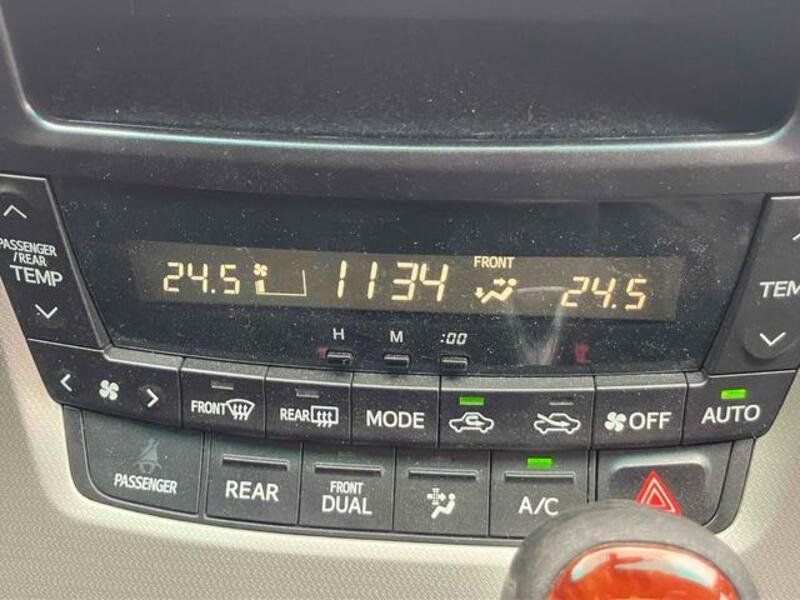 PASSENGER
/REAR
TEMP
24.5
1134
FRONT
24.5
TEM
H
M
:00
FRONT
REAR
MODE
OFF
AUTO
PASSENGER
REAR
FRONT
DUAL
A/C